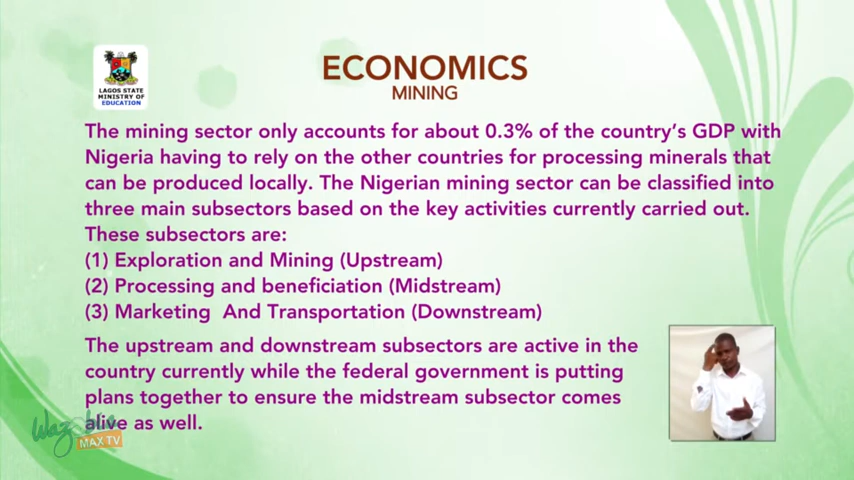 LAGOS STATE
MINISTRY OF
EDUCATION
ECONOMICS
MINING
The mining sector only accounts for about 0.3% of the country's GDP with
Nigeria having to rely on the other countries for processing minerals that
can be produced locally. The Nigerian mining sector can be classified into
three main subsectors based on the key activities currently carried out.
These subsectors are:
(1) Exploration and Mining (Upstream)
(2) Processing and beneficiation (Midstream)
(3) Marketing And Transportation (Downstream)
The upstream and downstream subsectors are active in the
country currently while the federal government is putting
plans together to ensure the midstream subsector comes
alive as well.
Wazobia
MAX TV